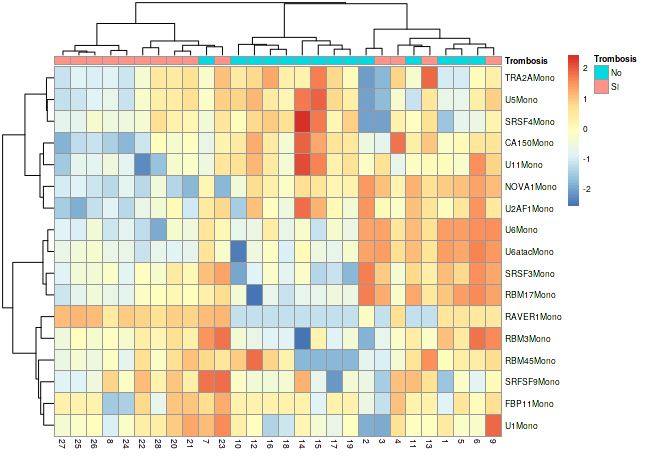 Trombosis
TRA2AMono
U5Mono
SRSF4Mono
CA150Mono
U11Mono
NOVA1Mono
U2AF1Mono
U6Mono
U6atacMono
SRSF3Mono
RBM17Mono
RAVER1Mono
RBM3Mono
RBM45Mono
SRFSF9Mono
FBP11Mono
U1Mono
27 25 26 8 24 22 28 20 21 7 23 10 12 16 18 14 15 17 19 2 3 4 11 13 1 5 6 9
2
1
0
-1
-2
Trombosis
No
SI